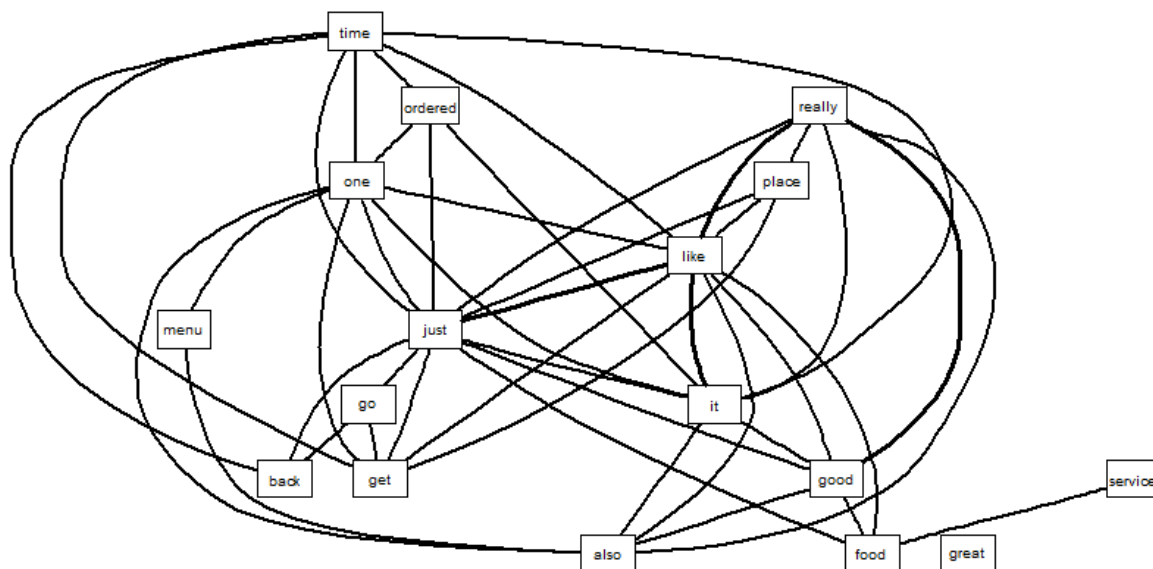 time
ordered
really
one
place
like
menu
just
go
it
back
get
good
service
also
food
great